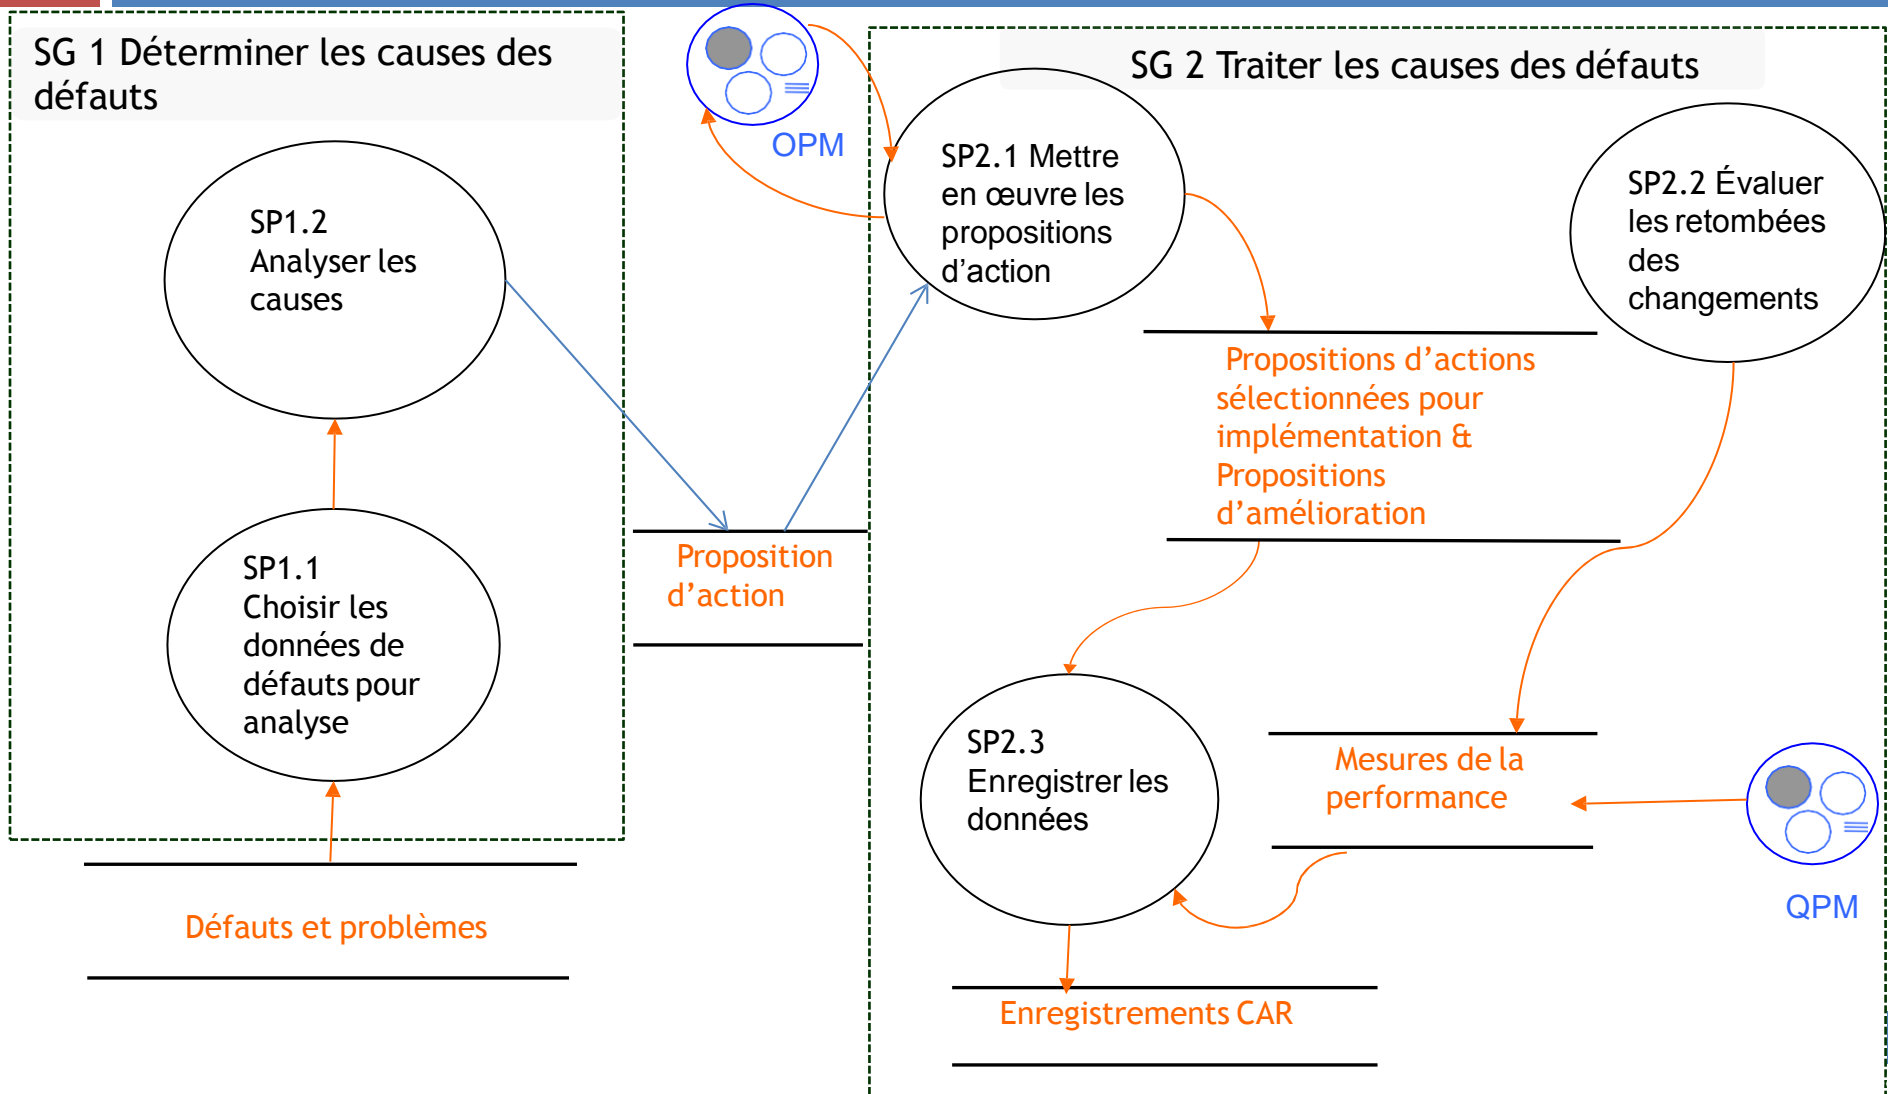 SG 1 Déterminer les causes des
défauts
OPM
SG 2 Traiter les causes des défauts
SP1.2
Analyser les
causes
SP2.1 Mettre
en œuvre les
propositions
d’action
SP2.2 Évaluer
les retombées
des
changements
Propositions d’actions
sélectionnées pour
implémentation &
Propositions
d’amélioration
SP1.1
Choisir les
données de
défauts pour
analyse
Proposition
d’action
SP2.3
Enregistrer les
données
Mesures de la
performance
QPM
Défauts et problèmes
Enregistrements CAR